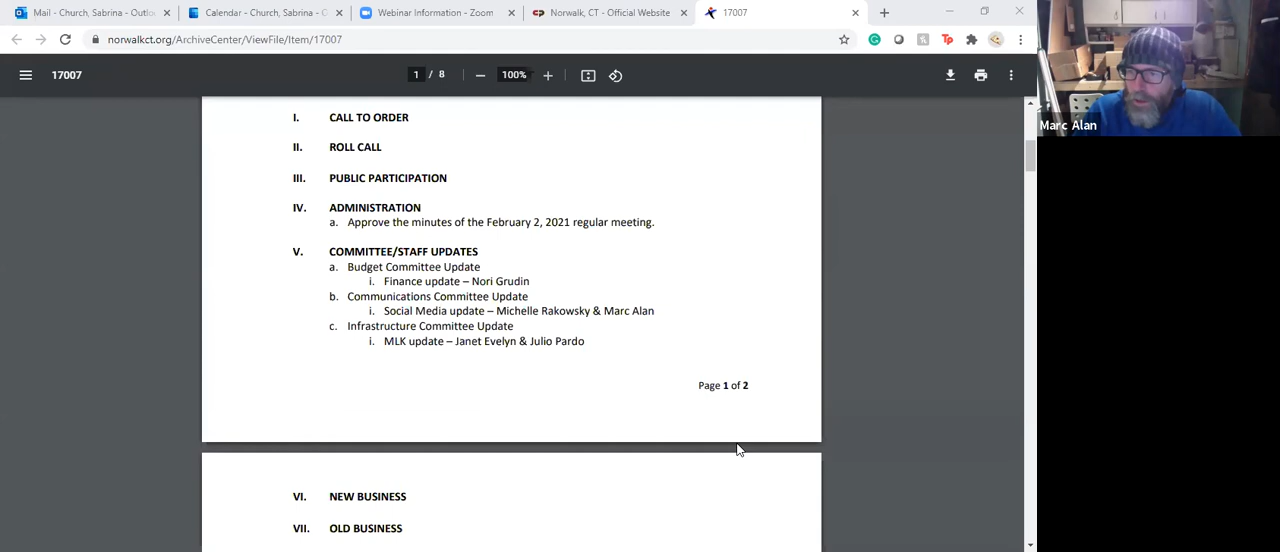 Mail - Church, Sabrina - Outlo
Calendar - Church, Sabrina - O
Webinar Information - Zoom
Norwalk, CT - Official Website
17007
norwalkct.org/ArchiveCenter/ViewFile/Item/17007
17007
1 / 8
100%
Marc Alan
I. CALL TO ORDER
II. ROLL CALL
III. PUBLIC PARTICIPATION
IV. ADMINISTRATION
a. Approve the minutes of the February 2, 2021 regular meeting.
V. COMMITTEE/STAFF UPDATES
a. Budget Committee Update
i. Finance update – Nori Grudin
b. Communications Committee Update
i. Social Media update – Michelle Rakowsky & Marc Alan
c. Infrastructure Committee Update
i. MLK update – Janet Evelyn & Julio Pardo
Page 1 of 2
VI. NEW BUSINESS
VII. OLD BUSINESS